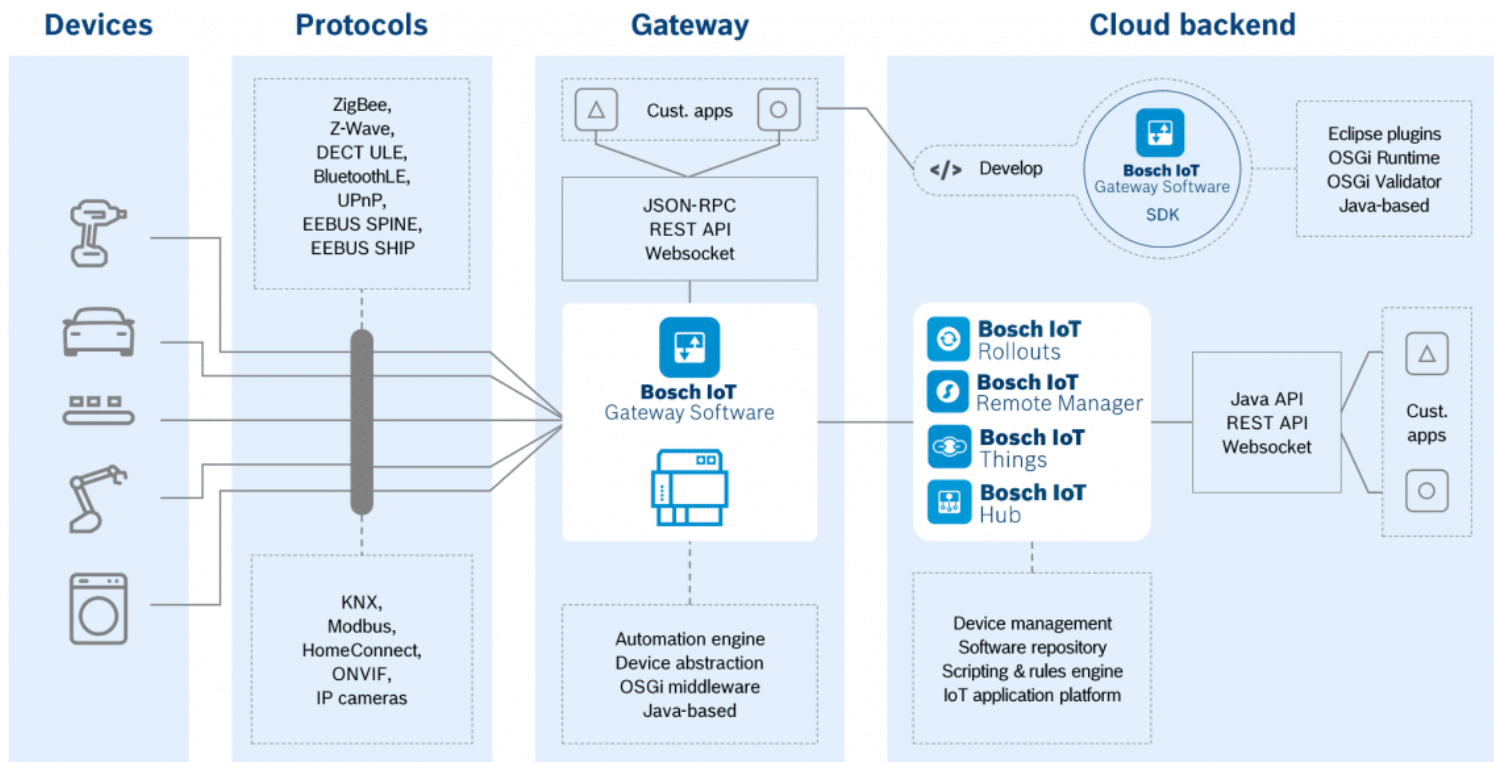 Devices
Protocols
Gateway
Cloud backend
ZigBee,
Z-Wave,
DECT ULE,
BluetoothLE,
UPnP,
EEBUS SPINE,
EEBUS SHIP
KNX,
Modbus,
HomeConnect,
ONVIF,
IP cameras
Cust. apps
JSON-RPC
REST API
Websocket
Bosch IoT
Gateway Software
Automation engine
Device abstraction
OSGi middleware
Java-based
</> Develop
Bosch IoT
Gateway Software
SDK
Eclipse plugins
OSGi Runtime
OSGi Validator
Java-based
Bosch IoT
Rollouts
Bosch IoT
Remote Manager
Bosch IoT
Things
Bosch IoT
Hub
Device management
Software repository
Scripting & rules engine
IoT application platform
Java API
REST API
Websocket
Cust.
apps